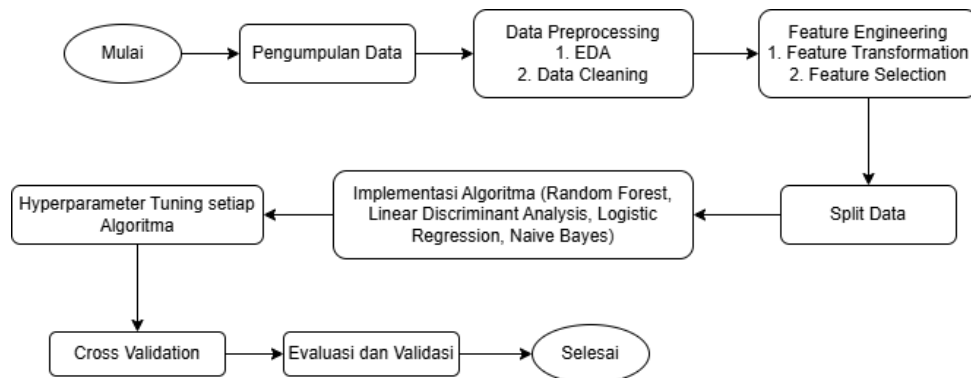 Mulai
Pengumpulan Data
Data Preprocessing
1. EDA
2. Data Cleaning
Feature Engineering
1. Feature Transformation
2. Feature Selection
Split Data
Implementasi Algoritma (Random Forest,
Linear Discriminant Analysis, Logistic
Regression, Naive Bayes)
Hyperparameter Tuning setiap
Algoritma
Cross Validation
Evaluasi dan Validasi
Selesai